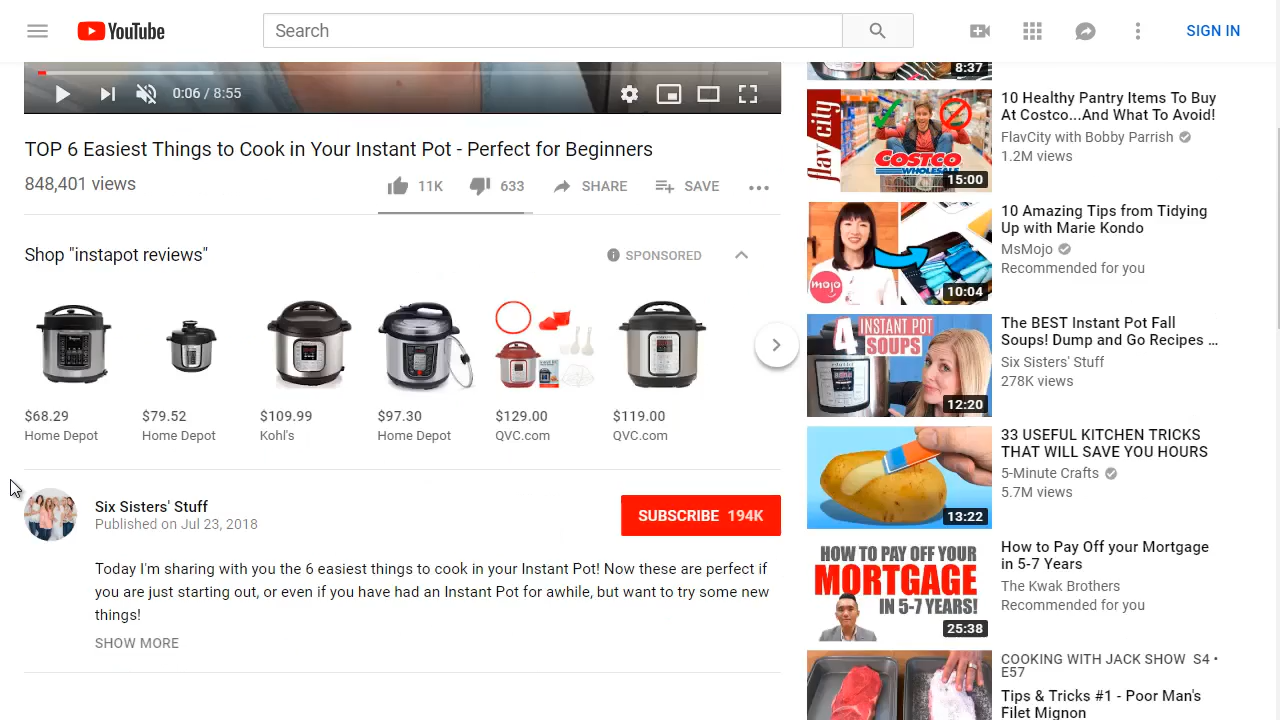 YouTube
Search
SIGN IN
0:06 / 8:55
TOP 6 Easiest Things to Cook in Your Instant Pot - Perfect for Beginners
848,401 views
11K
633
SHARE
SAVE
Shop "instapot reviews"
SPONSORED
$68.29
Home Depot
$79.52
Home Depot
$109.99
Kohl's
$97.30
Home Depot
$129.00
QVC.com
$119.00
QVC.com
Six Sisters' Stuff
Published on Jul 23, 2018
SUBSCRIBE 194K
Today I'm sharing with you the 6 easiest things to cook in your Instant Pot! Now these are perfect if
you are just starting out, or even if you have had an Instant Pot for awhile, but want to try some new
things!
SHOW MORE
8:37
flav city
COSTCO
WHOLESALE
15:00
10 Healthy Pantry Items To Buy
At Costco...And What To Avoid!
FlavCity with Bobby Parrish
1.2M views
mojo
10:04
10 Amazing Tips from Tidying
Up with Marie Kondo
MsMojo
Recommended for you
4 INSTANT POT
SOUPS
12:20
The BEST Instant Pot Fall
Soups! Dump and Go Recipes ...
Six Sisters' Stuff
278K views
13:22
33 USEFUL KITCHEN TRICKS
THAT WILL SAVE YOU HOURS
5-Minute Crafts
5.7M views
HOW TO PAY OFF YOUR
MORTGAGE
IN 5-7 YEARS!
25:38
How to Pay Off your Mortgage
in 5-7 Years
The Kwak Brothers
Recommended for you
COOKING WITH JACK SHOW S4 •
E57
Tips & Tricks #1 - Poor Man's
Filet Mignon